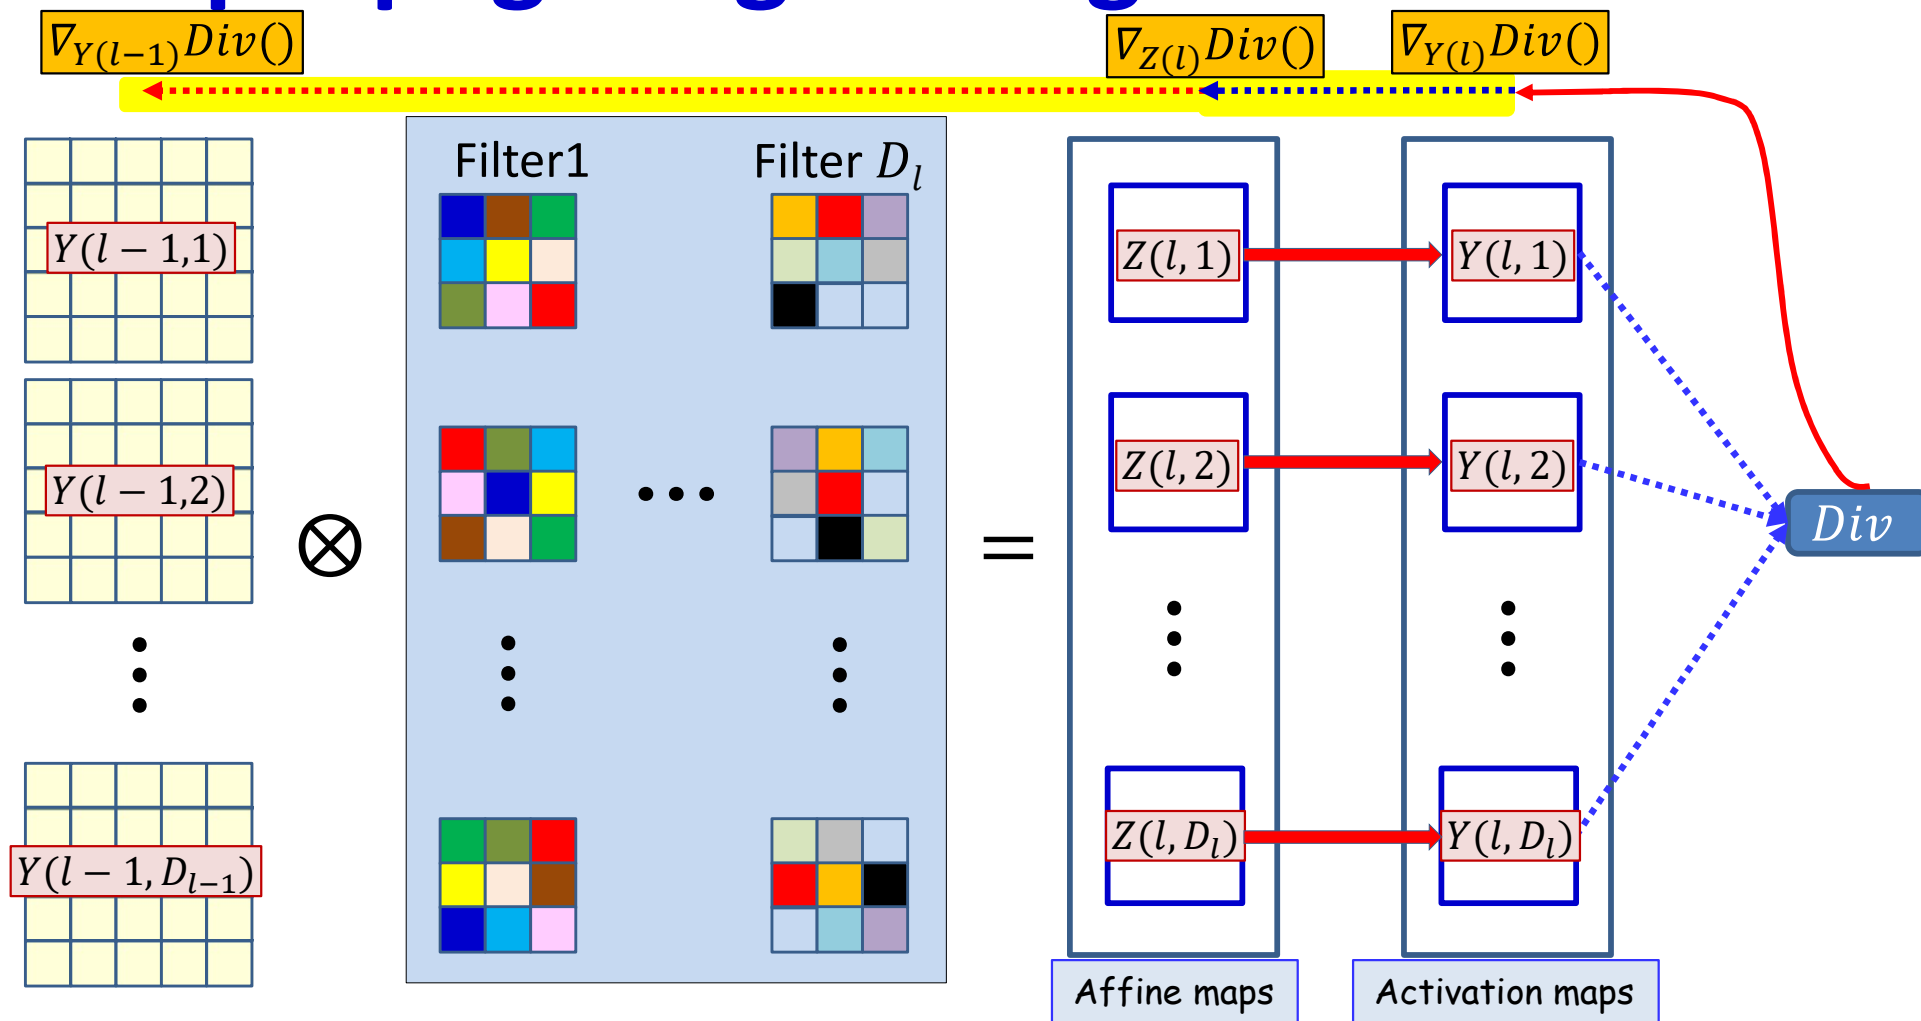 ∇Y(l−1)Div()
∇Z(l)Div()
∇Y(l)Div()
Filter1
Filter Dl
Y(l − 1,1)
Z(l, 1)
Y(l, 1)
Y(l − 1,2)
⊗
...
=
Z(l, 2)
Y(l, 2)
Div
Y(l − 1, Dl−1)
Z(l, Dl)
Y(l, Dl)
Affine maps
Activation maps